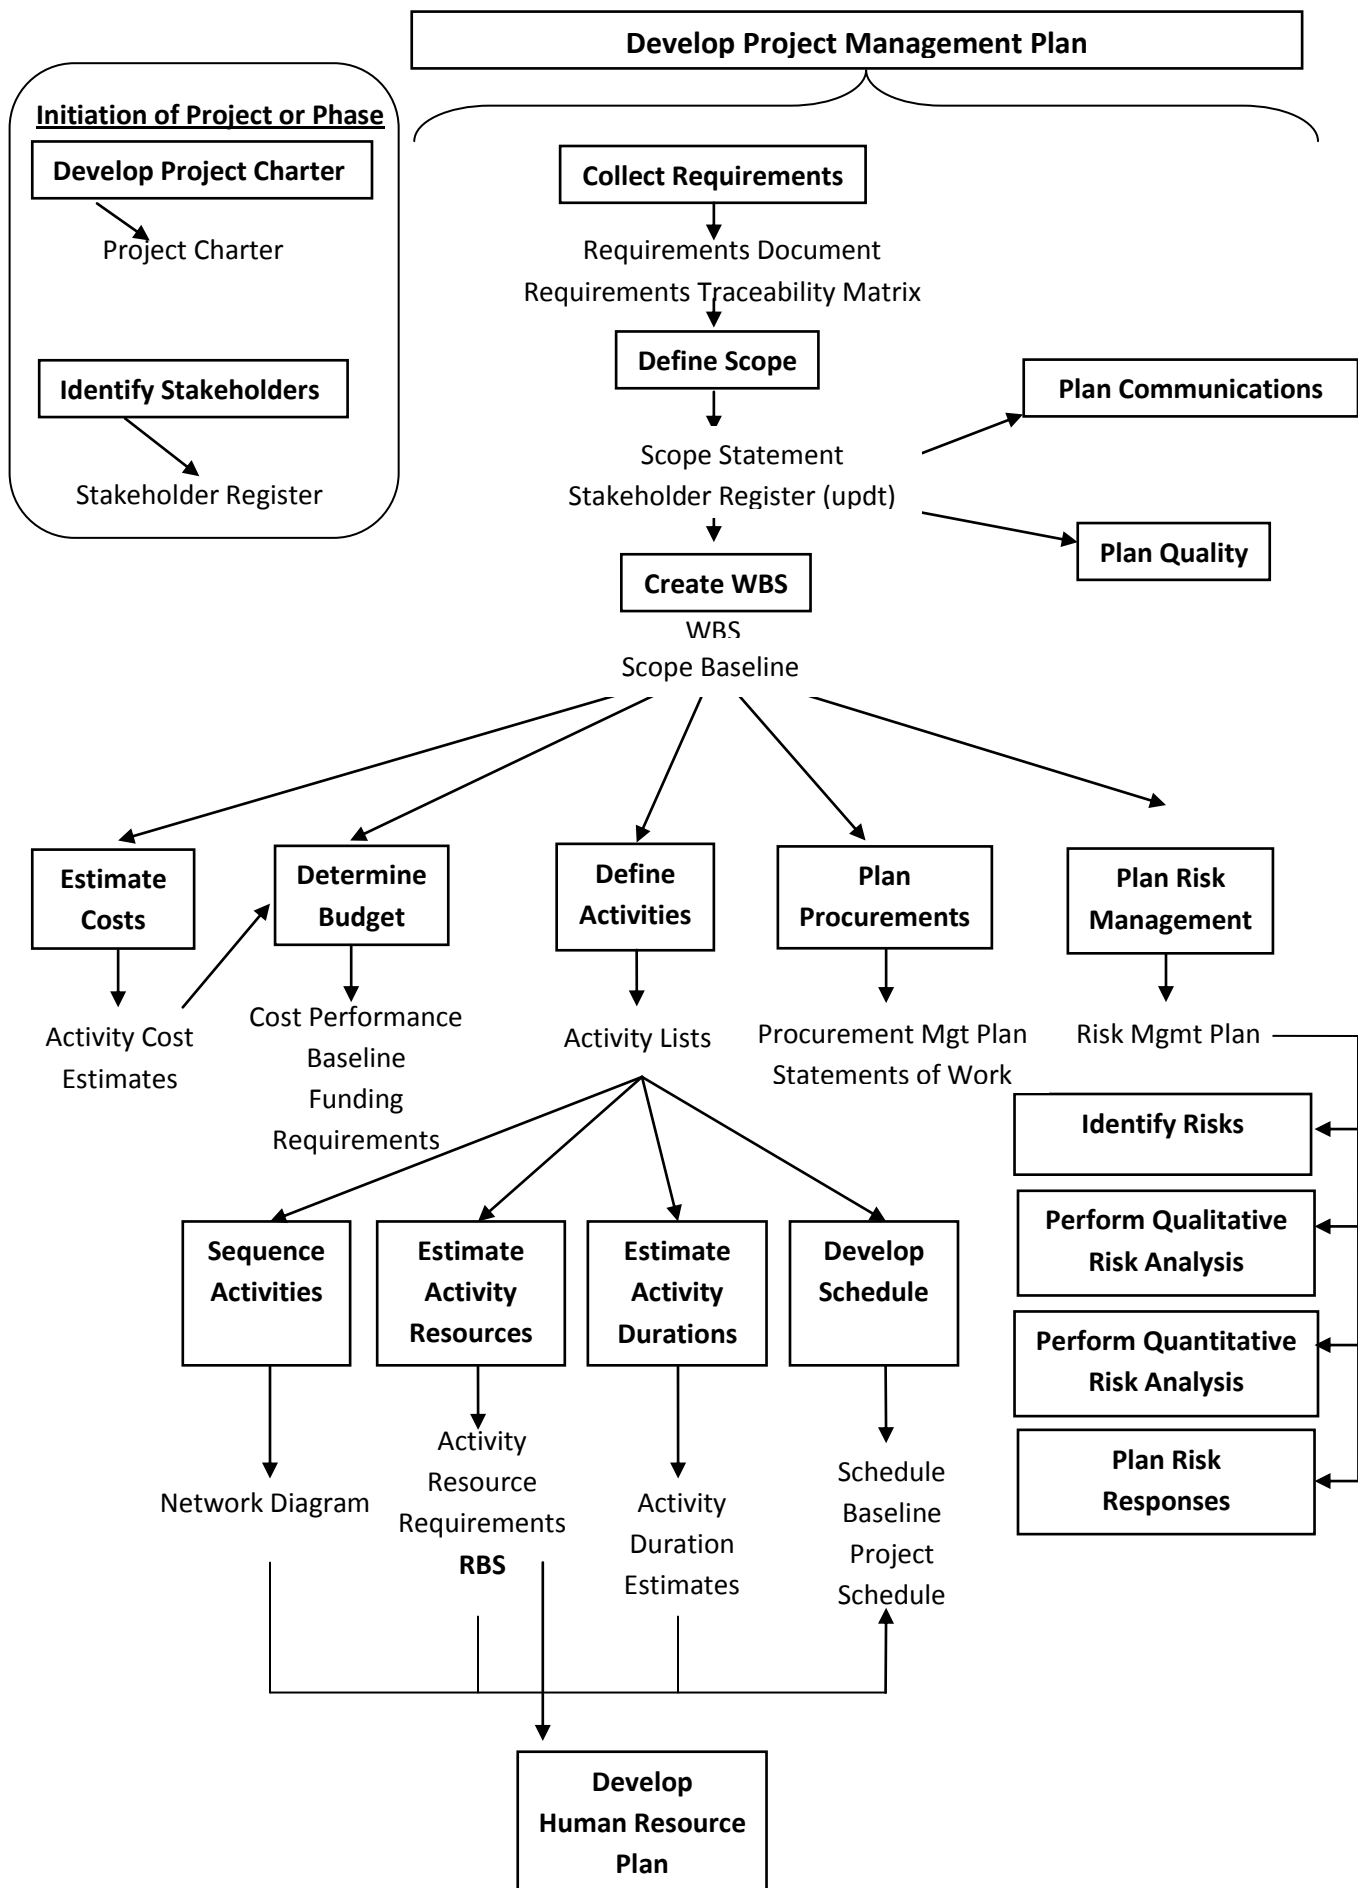 Develop Project Management Plan
Initiation of Project or Phase
Develop Project Charter
Project Charter
Identify Stakeholders
Stakeholder Register
Collect Requirements
Requirements Document
Requirements Traceability Matrix
Define Scope
Scope Statement
Stakeholder Register (updt)
Plan Communications
Plan Quality
Create WBS
WBS
Scope Baseline
Estimate
Costs
Activity Cost
Estimates
Determine
Budget
Cost Performance
Baseline
Funding
Requirements
Define
Activities
Activity Lists
Plan
Procurements
Procurement Mgt Plan
Statements of Work
Plan Risk
Management
Risk Mgmt Plan
Identify Risks
Perform Qualitative
Risk Analysis
Perform Quantitative
Risk Analysis
Plan Risk
Responses
Sequence
Activities
Network Diagram
Estimate
Activity
Resources
Activity
Resource
Requirements
RBS
Estimate
Activity
Durations
Activity
Duration
Estimates
Develop
Schedule
Schedule
Baseline
Project
Schedule
Develop
Human Resource
Plan